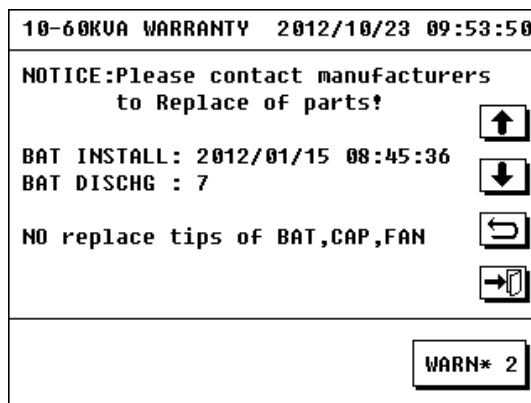 10-60KVA WARRANTY 2012/10/23 09:53:50
NOTICE:Please contact manufacturers
to Replace of parts!
BAT INSTALL: 2012/01/15 08:45:36
BAT DISCHG : 7
NO replace tips of BAT,CAP,FAN
WARN* 2